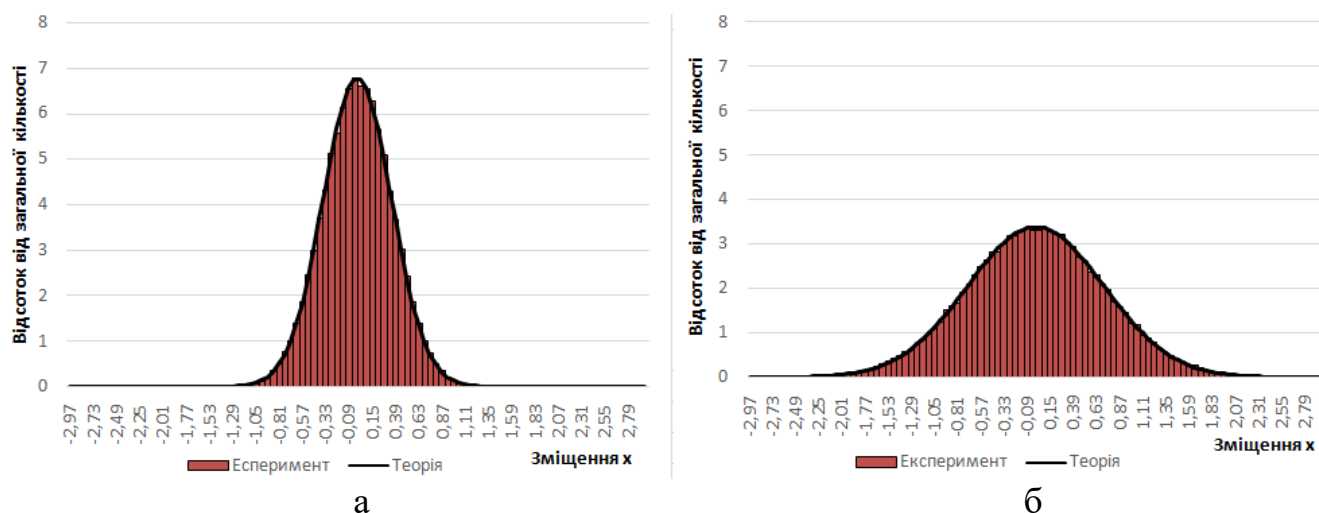 Відсоток від загальної кількості
8
7
6
5
4
3
2
1
0
-2,97 -2,73 -2,49 -2,25 -2,01 -1,77 -1,53 -1,29 -1,05 -0,81 -0,57 -0,33 -0,09 0,15 0,39 0,63 0,87 1,11 1,35 1,59 1,83 2,07 2,31 2,55 2,79
Зміщення х
Есперимент Теорія
а
Відсоток від загальної кількості
8
7
6
5
4
3
2
1
0
-2,97 -2,73 -2,49 -2,25 -2,01 -1,77 -1,53 -1,29 -1,05 -0,81 -0,57 -0,33 -0,09 0,15 0,39 0,63 0,87 1,11 1,35 1,59 1,83 2,07 2,31 2,55 2,79
Зміщення х
Експеримент Теорія
б